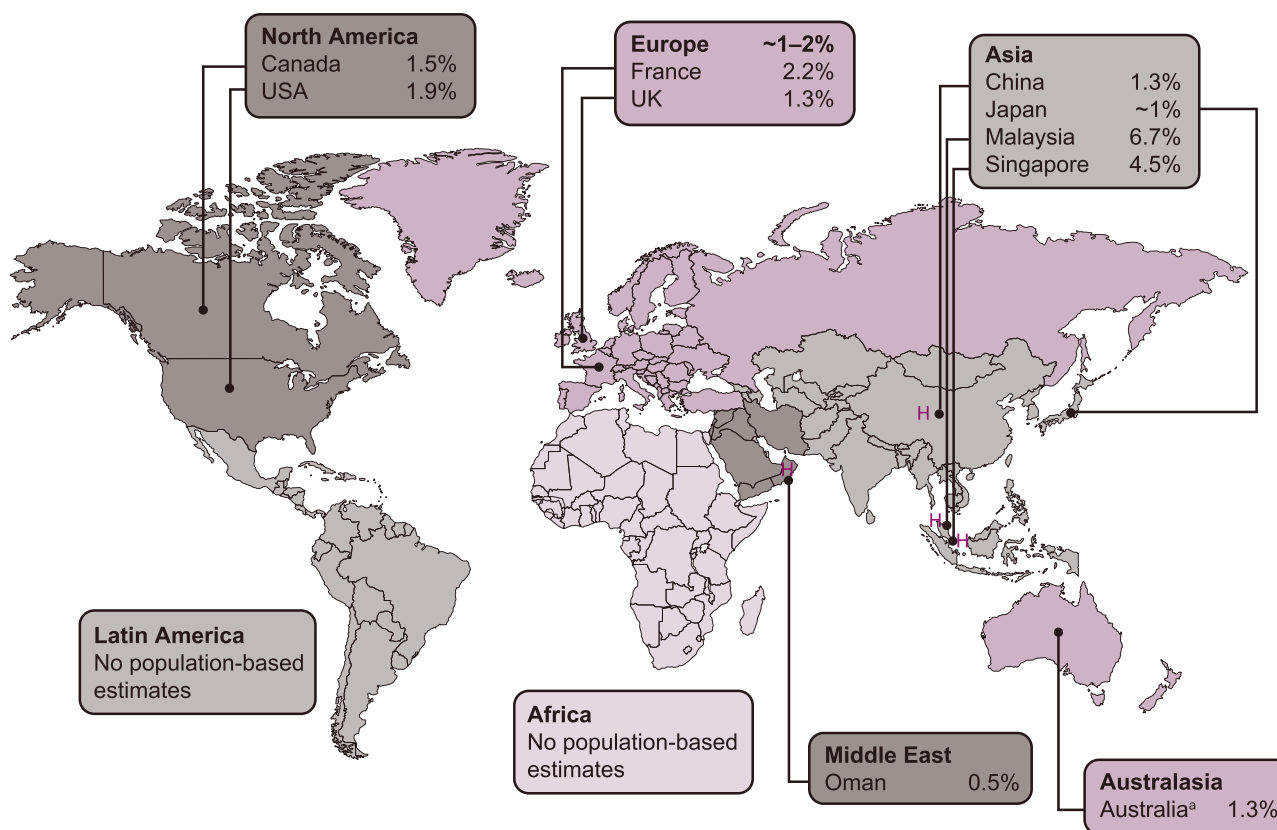 North America
Canada 1.5%
USA 1.9%
Europe ~1–2%
France 2.2%
UK 1.3%
Asia
China 1.3%
Japan ~1%
Malaysia 6.7%
Singapore 4.5%
H
H
H
H
Latin America
No population-based
estimates
Africa
No population-based
estimates
Middle East
Oman 0.5%
Australasia
Australiaᵃ 1.3%